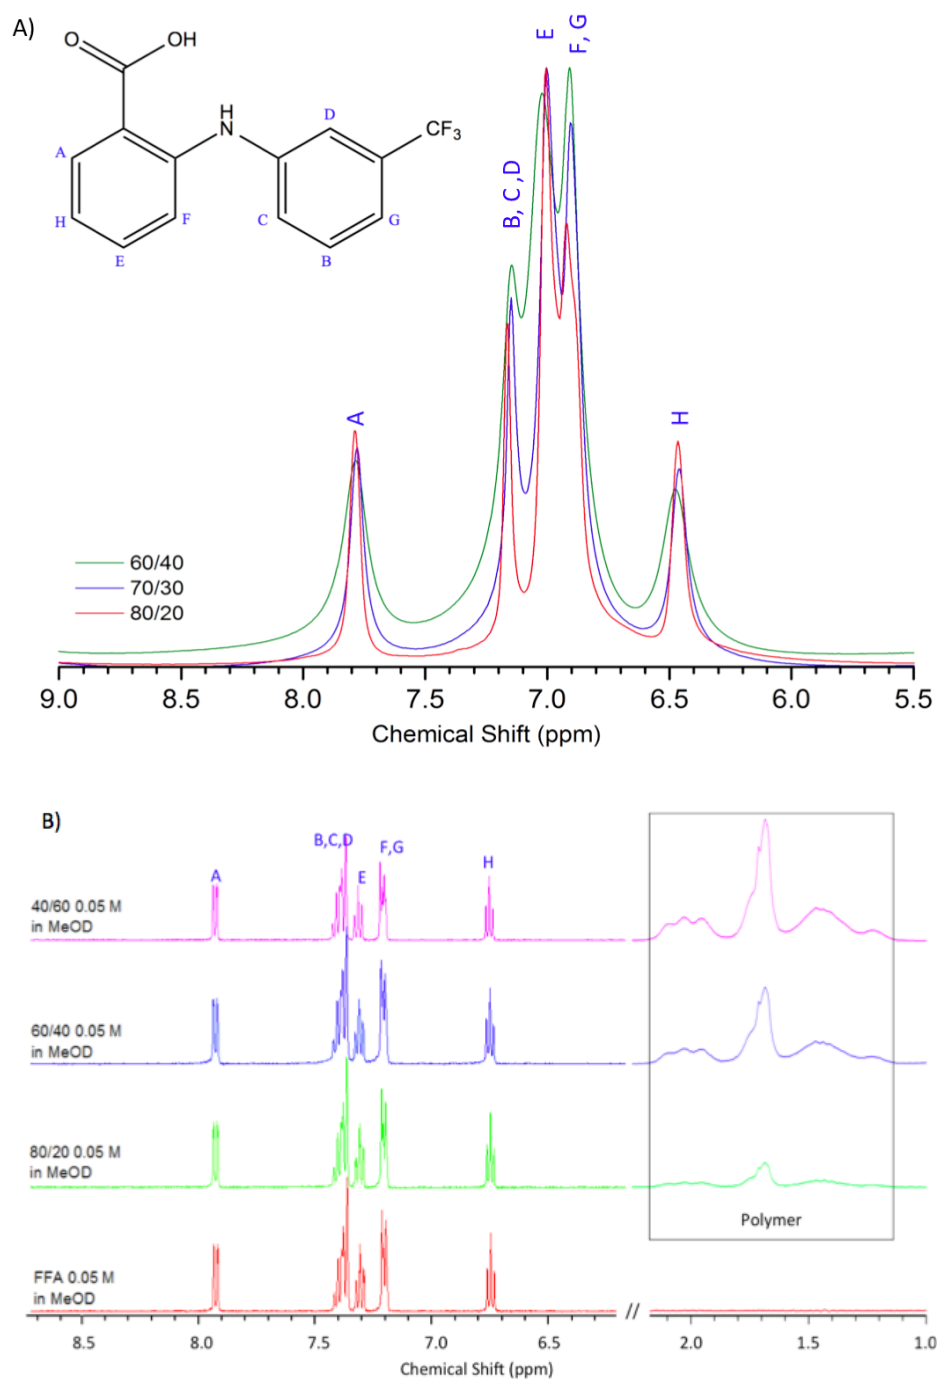 A)
O
OH
A
H
E
F
H
N
D
C
B
G
CF3
B, C ,D
E
F, G
A
H
60/40
70/30
80/20
9.0 8.5 8.0 7.5 7.0 6.5 6.0 5.5
Chemical Shift (ppm)
B)
A
B,C,D
E
F,G
H
40/60 0.05 M
in MeOD
60/40 0.05 M
in MeOD
80/20 0.05 M
in MeOD
FFA 0.05 M
in MeOD
Polymer
8.5 8.0 7.5 7.0 6.5 // 2.0 1.5 1.0
Chemical Shift (ppm)